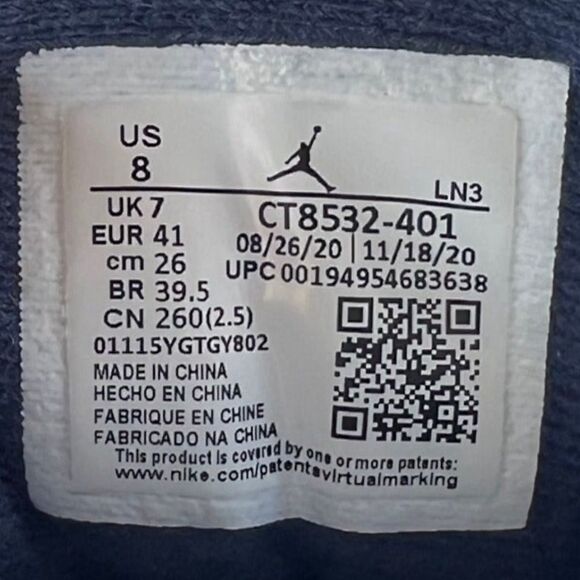 US
8
LN3
UK 7
CT8532-401
EUR 41
08/26/20 | 11/18/20
cm 26
UPC 00194954683638
BR 39.5
CN 260(2.5)
01115YGTGY802
MADE IN CHINA
HECHO EN CHINA
FABRIQUE EN CHINE
FABRICADO NA CHINA
This product is covered by one or more patents:
www.nike.com/patentsvirtualmarking